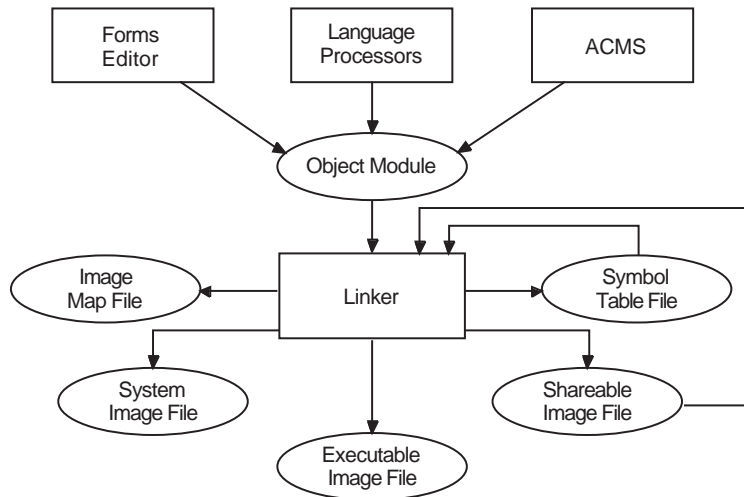 Forms
Editor
Language
Processors
ACMS
Object Module
Image
Map File
Linker
Symbol
Table File
System
Image File
Shareable
Image File
Executable
Image File